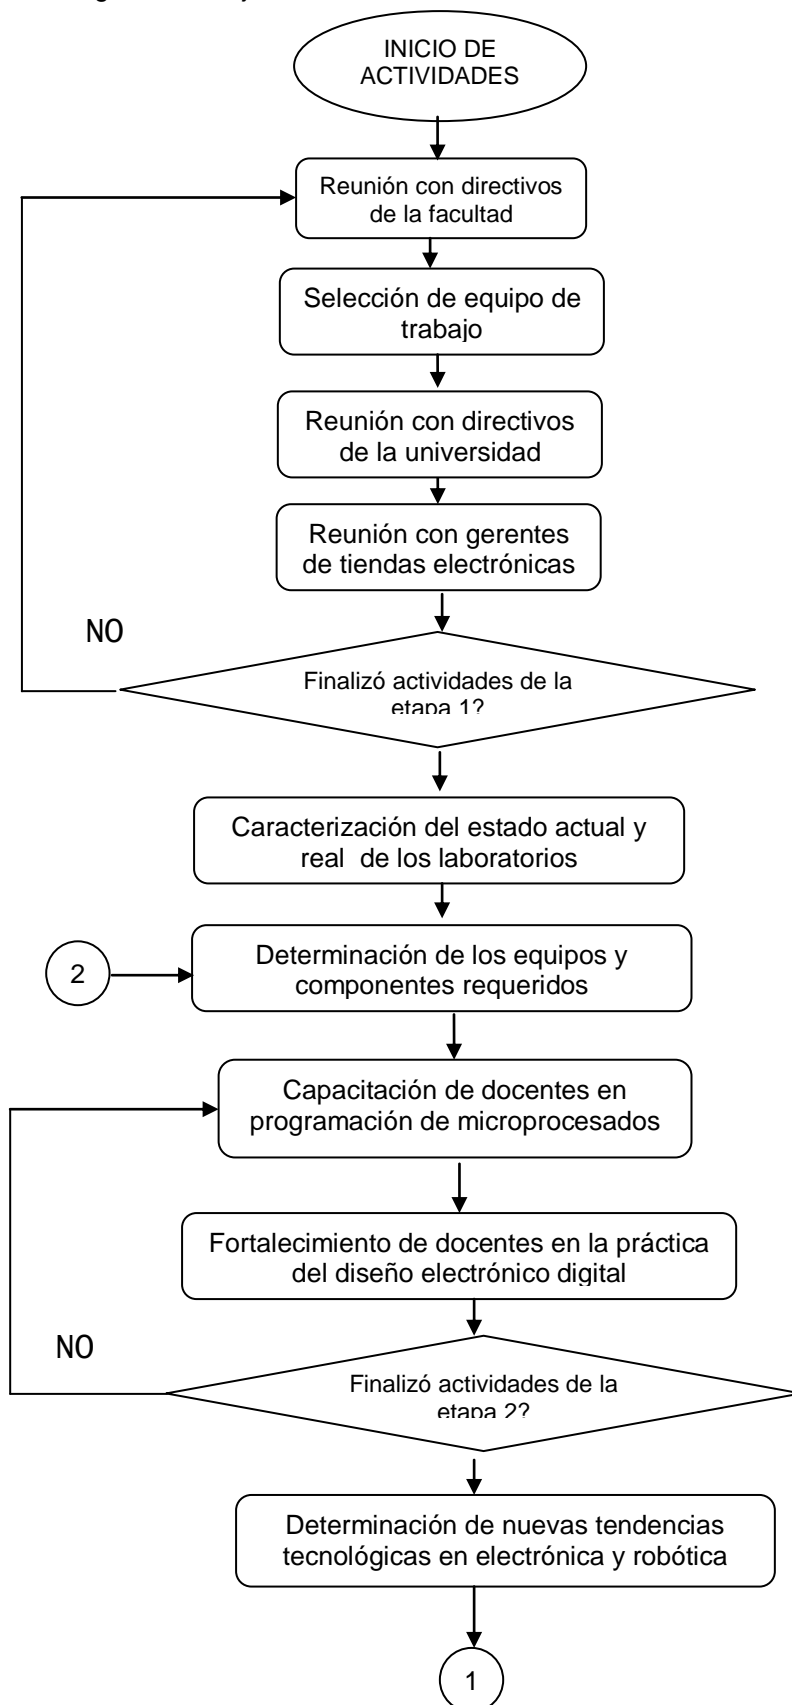 INICIO DE
ACTIVIDADES
Reunión con directivos
de la facultad
Selección de equipo de
trabajo
Reunión con directivos
de la universidad
Reunión con gerentes
de tiendas electrónicas
NO
Finalizó actividades de la
etapa 1?
Caracterización del estado actual y
real de los laboratorios
2
Determinación de los equipos y
componentes requeridos
Capacitación de docentes en
programación de microprocesados
Fortalecimiento de docentes en la práctica
del diseño electrónico digital
NO
Finalizó actividades de la
etapa 2?
Determinación de nuevas tendencias
tecnológicas en electrónica y robótica
1